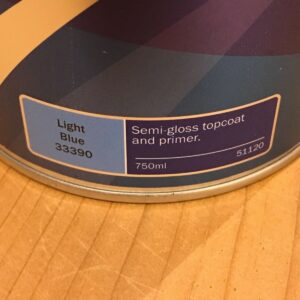 Light
Blue
33390
Semi-gloss topcoat
and primer.
750ml
51120